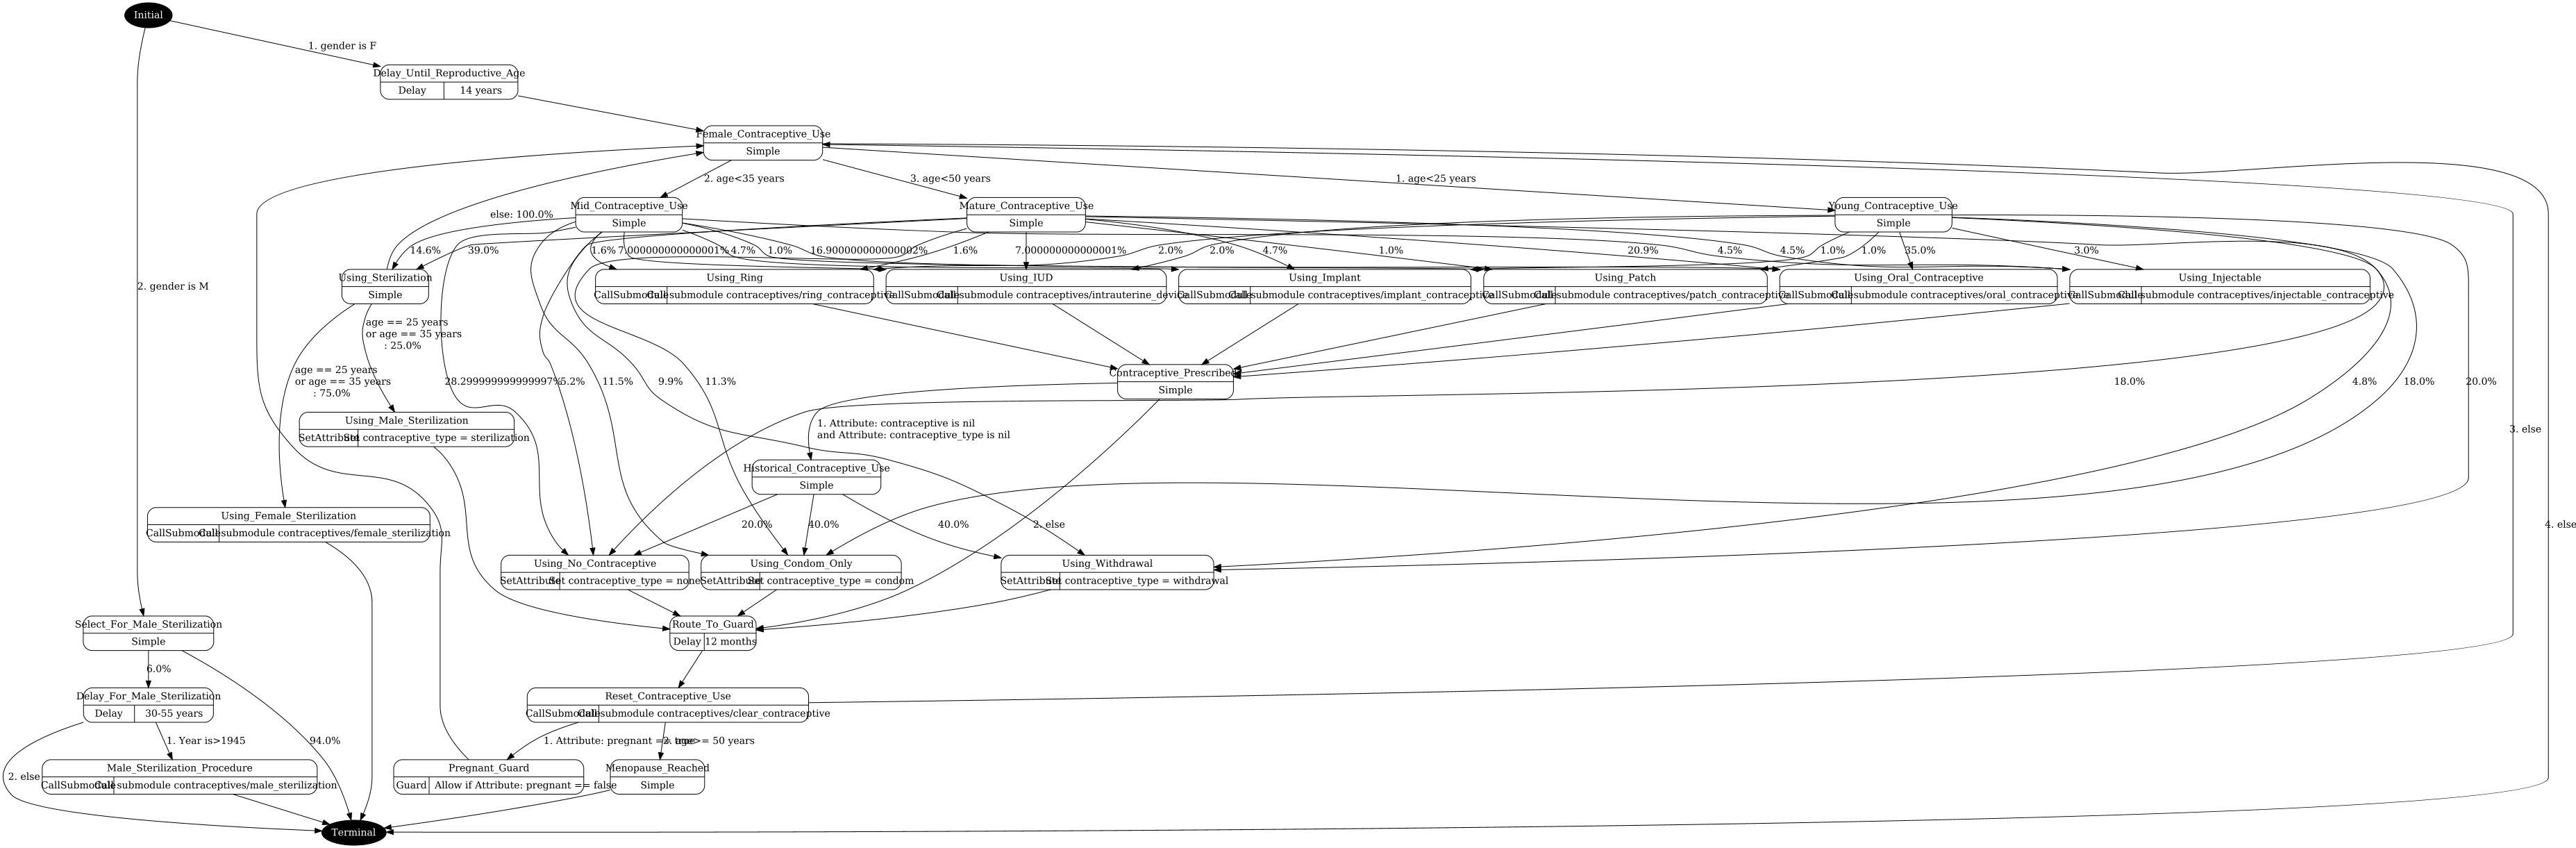 Initial
1. gender is F
Delay_Until_Reproductive_Age
Delay
14 years
Female_Contraceptive_Use
Simple
2. age<35 years
3. age<50 years
1. age<25 years
Mid_Contraceptive_Use
Simple
Mature_Contraceptive_Use
Simple
Young_Contraceptive_Use
Simple
else: 100.0%
14.6%
39.0%
1.6%
7.000000000000001%
4.7%
1.0%
16.900000000000002%
1.6%
7.000000000000001%
2.0%
2.0%
4.7%
1.0%
20.9%
4.5%
4.5%
1.0%
1.0%
35.0%
3.0%
2. gender is M
Using_Sterilization
Simple
Using_Ring
CallSubmodule
Call submodule contraceptives/ring_contraceptive
Using_IUD
CallSubmodule
Call submodule contraceptives/intrauterine_device
Using_Implant
CallSubmodule
Call submodule contraceptives/implant_contraceptive
Using_Patch
CallSubmodule
Call submodule contraceptives/patch_contraceptive
Using_Oral_Contraceptive
CallSubmodule
Call submodule contraceptives/oral_contraceptive
Using_Injectable
CallSubmodule
Call submodule contraceptives/injectable_contraceptive
age == 25 years
or age == 35 years
: 25.0%
age == 25 years
or age == 35 years
: 75.0%
28.299999999999997%
5.2%
11.5%
9.9%
11.3%
Contraceptive_Prescribed
Simple
18.0%
4.8%
18.0%
20.0%
Using_Male_Sterilization
SetAttribute
Set contraceptive_type = sterilization
1. Attribute: contraceptive is nil
and Attribute: contraceptive_type is nil
3. else
Historical_Contraceptive_Use
Simple
Using_Female_Sterilization
CallSubmodule
Call submodule contraceptives/female_sterilization
20.0%
40.0%
40.0%
2. else
4. else
Using_No_Contraceptive
SetAttribute
Set contraceptive_type = none
Using_Condom_Only
SetAttribute
Set contraceptive_type = condom
Using_Withdrawal
SetAttribute
Set contraceptive_type = withdrawal
Select_For_Male_Sterilization
Simple
Route_To_Guard
Delay
12 months
6.0%
Delay_For_Male_Sterilization
Delay
30-55 years
Reset_Contraceptive_Use
CallSubmodule
Call submodule contraceptives/clear_contraceptive
2. else
1. Year is>1945
94.0%
1. Attribute: pregnant == true
2. age>= 50 years
Male_Sterilization_Procedure
CallSubmodule
Call submodule contraceptives/male_sterilization
Pregnant_Guard
Guard
Allow if Attribute: pregnant == false
Menopause_Reached
Simple
Terminal